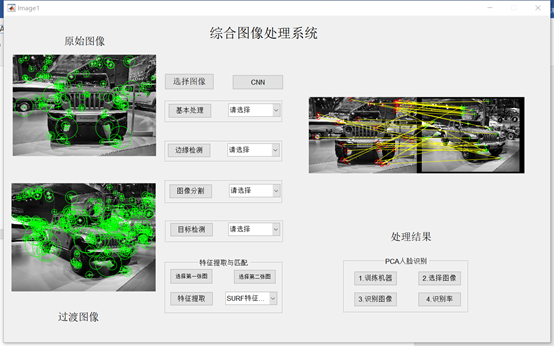 Image1
综合图像处理系统
原始图像
选择图像
CNN
基本处理
请选择
边缘检测
请选择
图像分割
请选择
目标检测
请选择
特征提取与匹配
选择第一张图
选择第二张图
特征提取
SURF特征...
过渡图像
处理结果
PCA人脸识别
1.训练机器
2.选择图像
3.识别图像
4.识别率